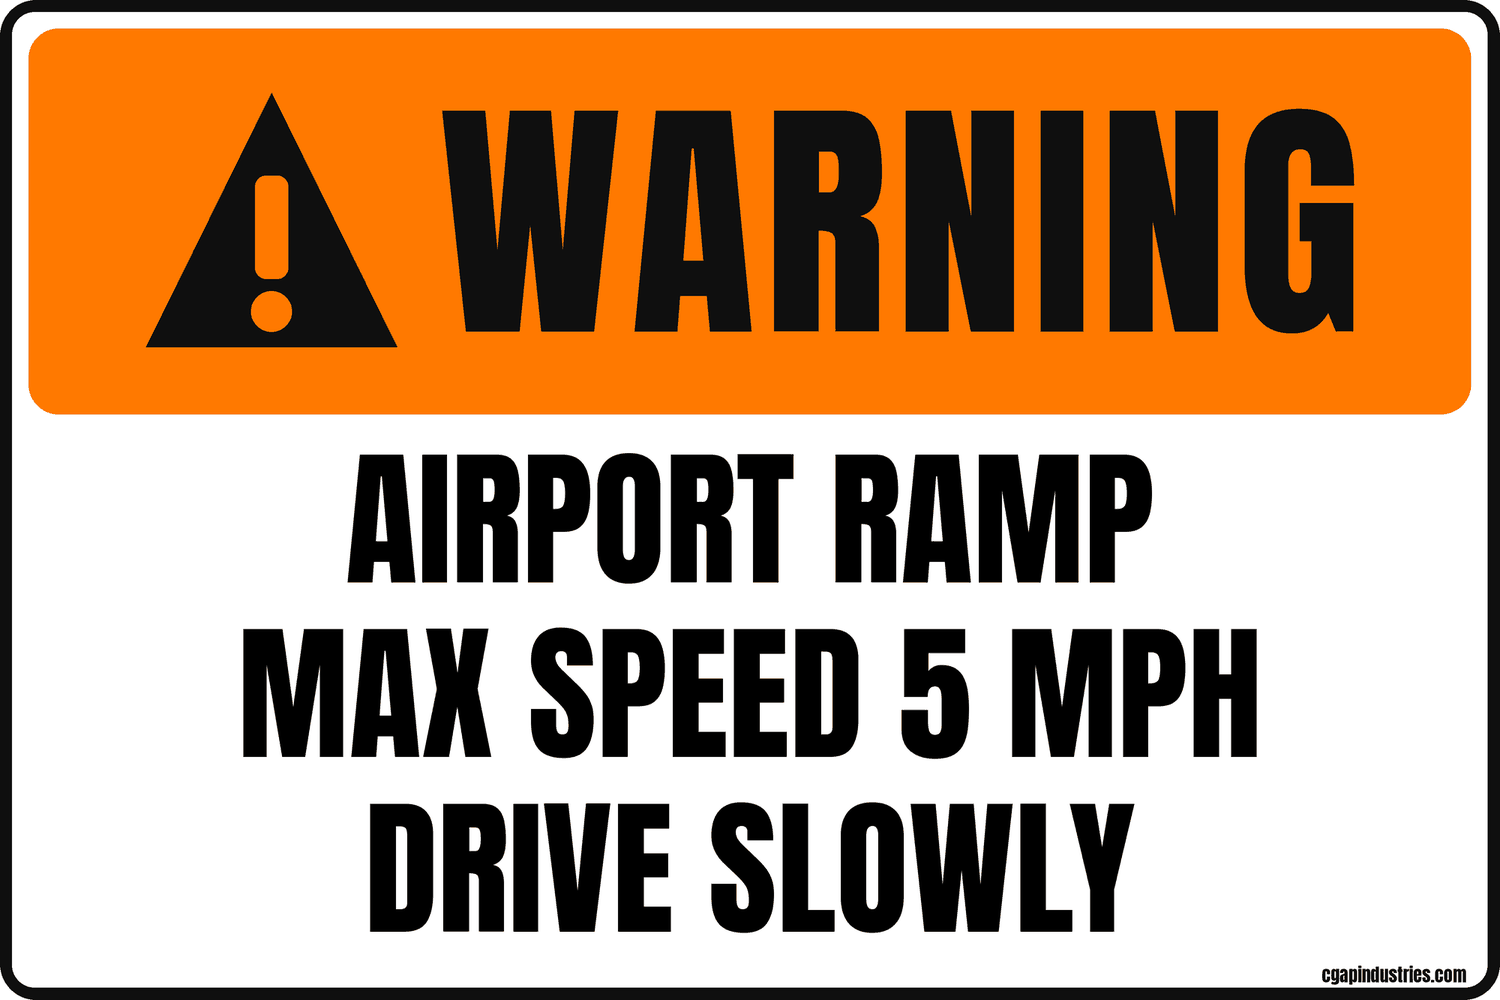 WARNING
AIRPORT RAMP
MAX SPEED 5 MPH
DRIVE SLOWLY
cgapindustries.com